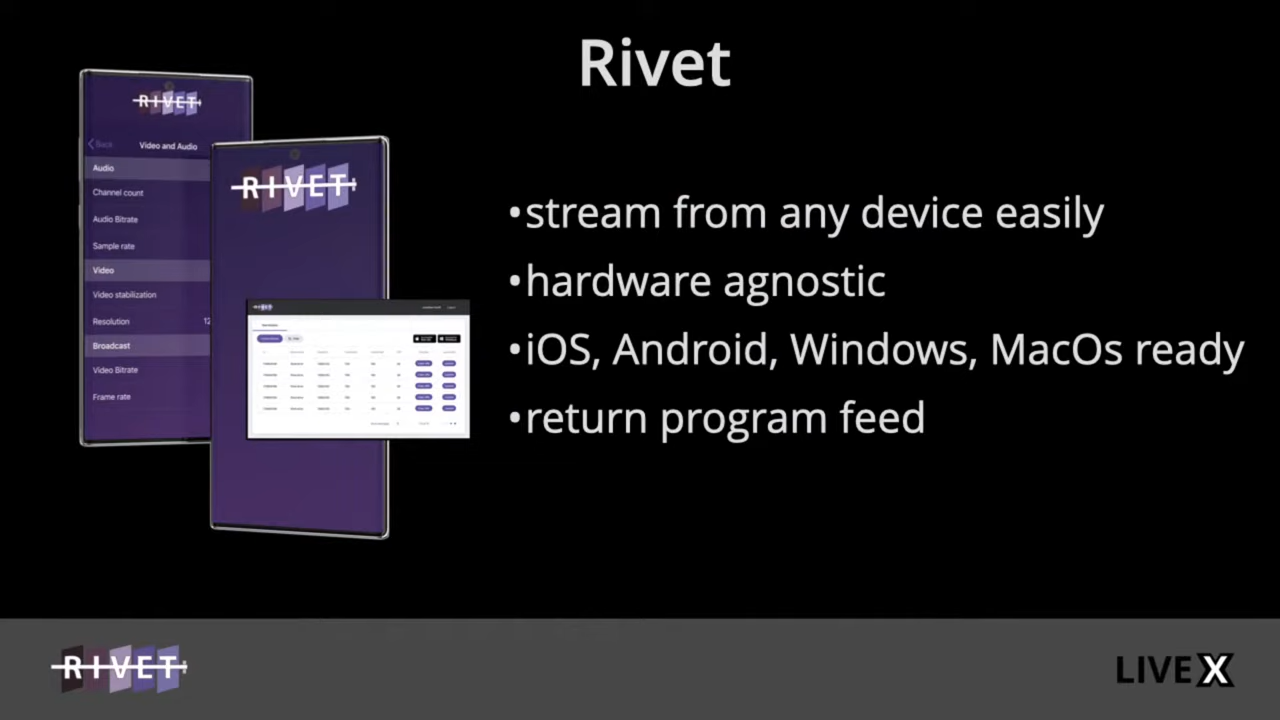 Rivet
RIVET
Back
Video and Audio
Audio
Channel count
Audio Bitrate
Sample rate
Video
Video stabilization
Resolution 12
Broadcast
Video Bitrate
Frame rate
RIVET
•stream from any device easily
•hardware agnostic
•iOS, Android, Windows, MacOs ready
•return program feed
RIVET
LIVEX